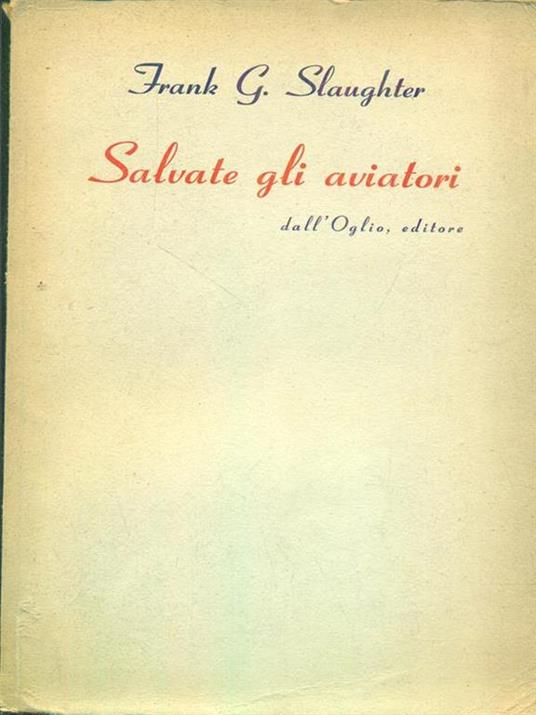 Frank G. Slaughter
Salvate gli aviatori
dall'Oglio, editore